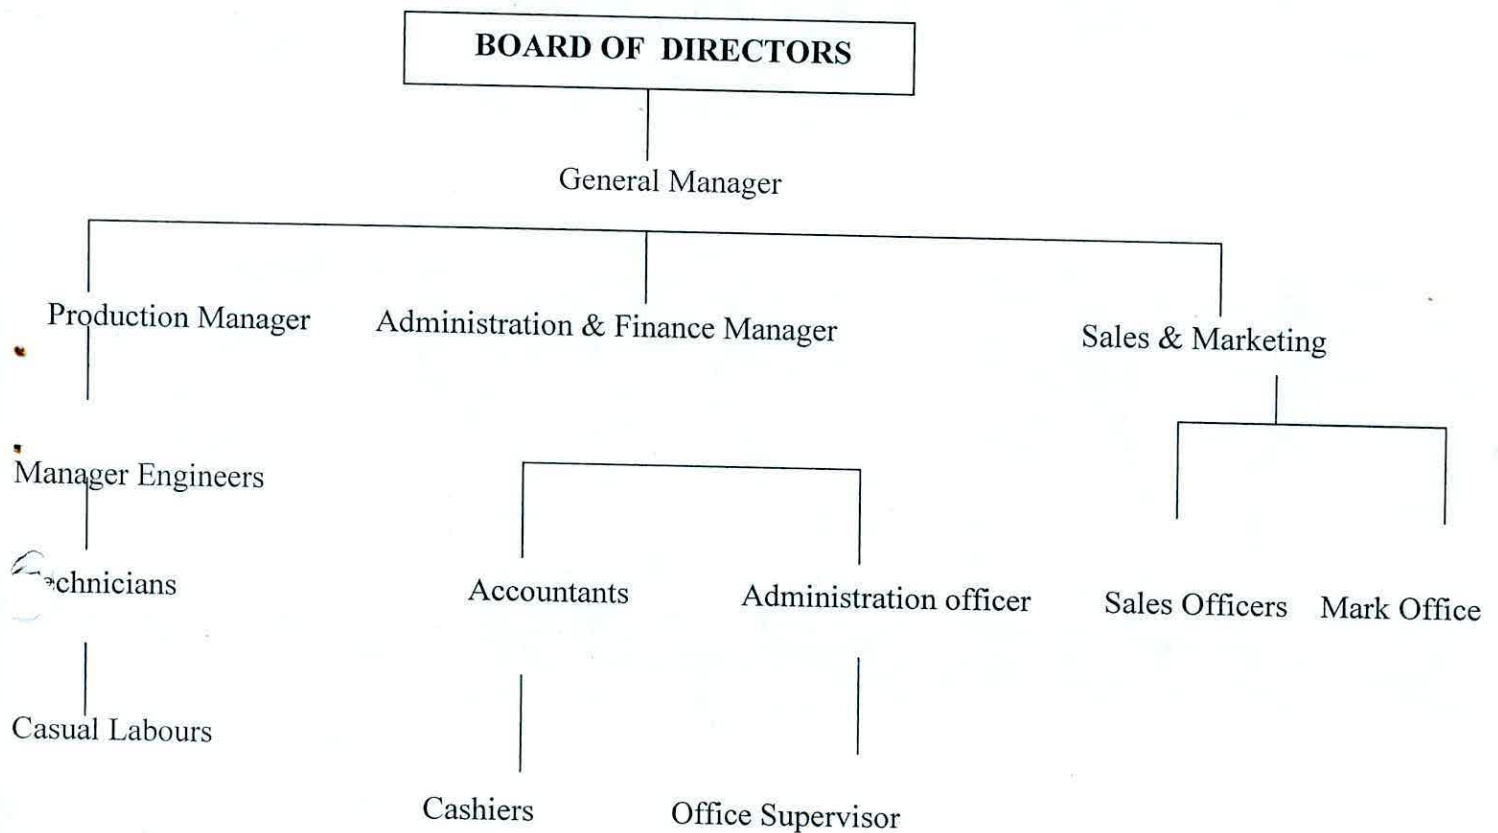 BOARD OF DIRECTORS
General Manager
Production Manager
Administration & Finance Manager
Sales & Marketing
Manager Engineers
echnicians
Accountants
Administration officer
Sales Officers
Mark Office
Casual Labours
Cashiers
Office Supervisor